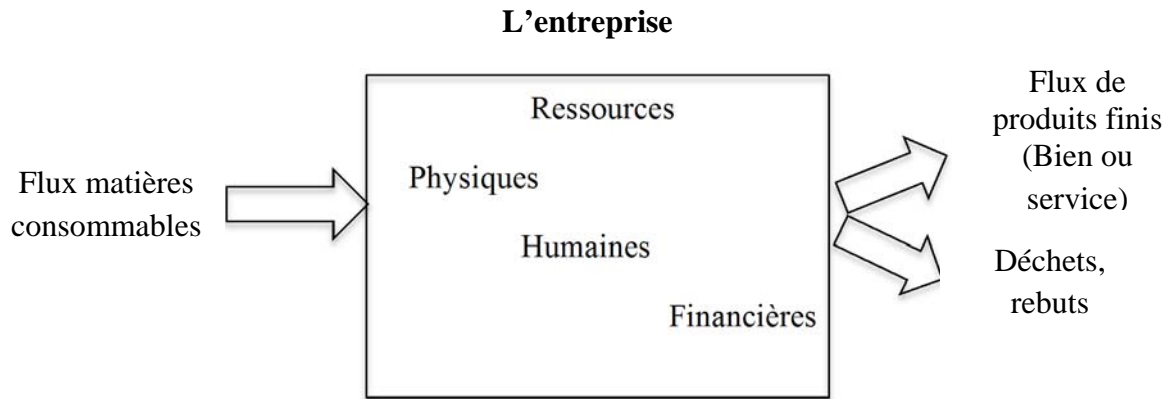 L’entreprise
Ressources
Physiques
Humaines
Financières
Flux matières
consommables
Flux de
produits finis
(Bien ou
service)
Déchets,
rebuts